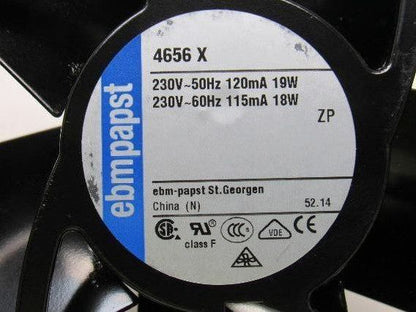 ebmpapst
4656 X
230V~50Hz 120mA 19W
230V~60Hz 115mA 18W
ZP
ebm-papst St.Georgen
China (N) 52.14
class F
VDE